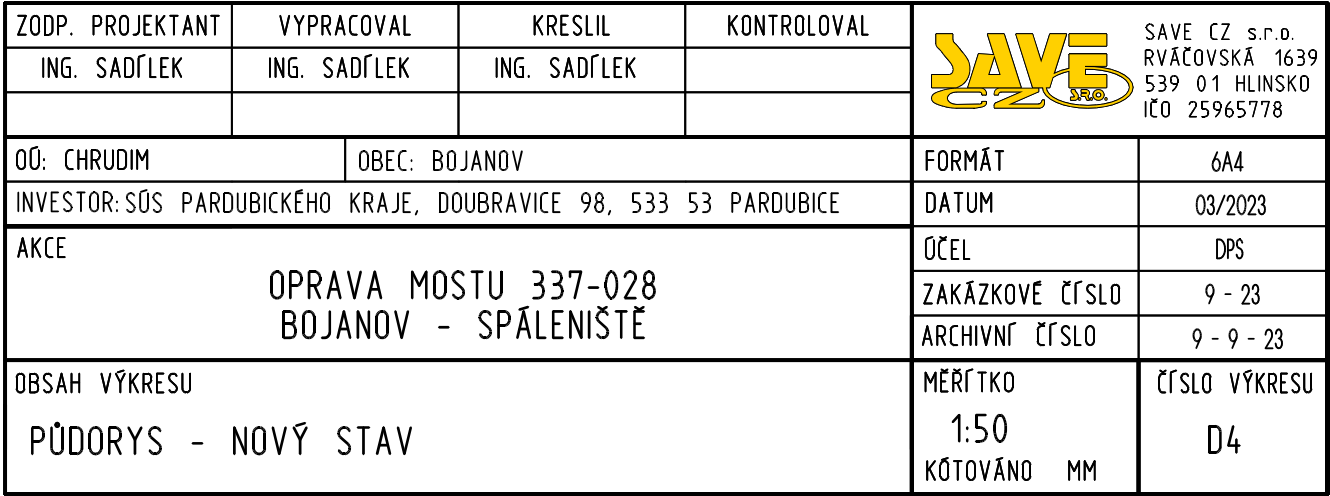 ZODP. PROJEKTANT VYPRACOVAL KRESLIL KONTROLOVAL
ING. SADÍLEK ING. SADÍLEK ING. SADÍLEK
SAVE
CZ S.R.O.
SAVE CZ s.r.o.
RVÁČOVSKÁ 1639
539 01 HLINSKO
IČO 25965778
OÚ: CHRUDIM OBEC: BOJANOV
INVESTOR: SÚS PARDUBICKÉHO KRAJE, DOUBRAVICE 98, 533 53 PARDUBICE
AKCE
OPRAVA MOSTU 337-028
BOJANOV - SPÁLENIŠTĚ
FORMÁT 6A4
DATUM 03/2023
ÚČEL DPS
ZAKÁZKOVÉ ČÍSLO 9 - 23
ARCHIVNÍ ČÍSLO 9 - 9 - 23
OBSAH VÝKRESU
PŮDORYS - NOVÝ STAV
MĚŘÍTKO
1:50
KÓTOVÁNO MM
ČÍSLO VÝKRESU
D4